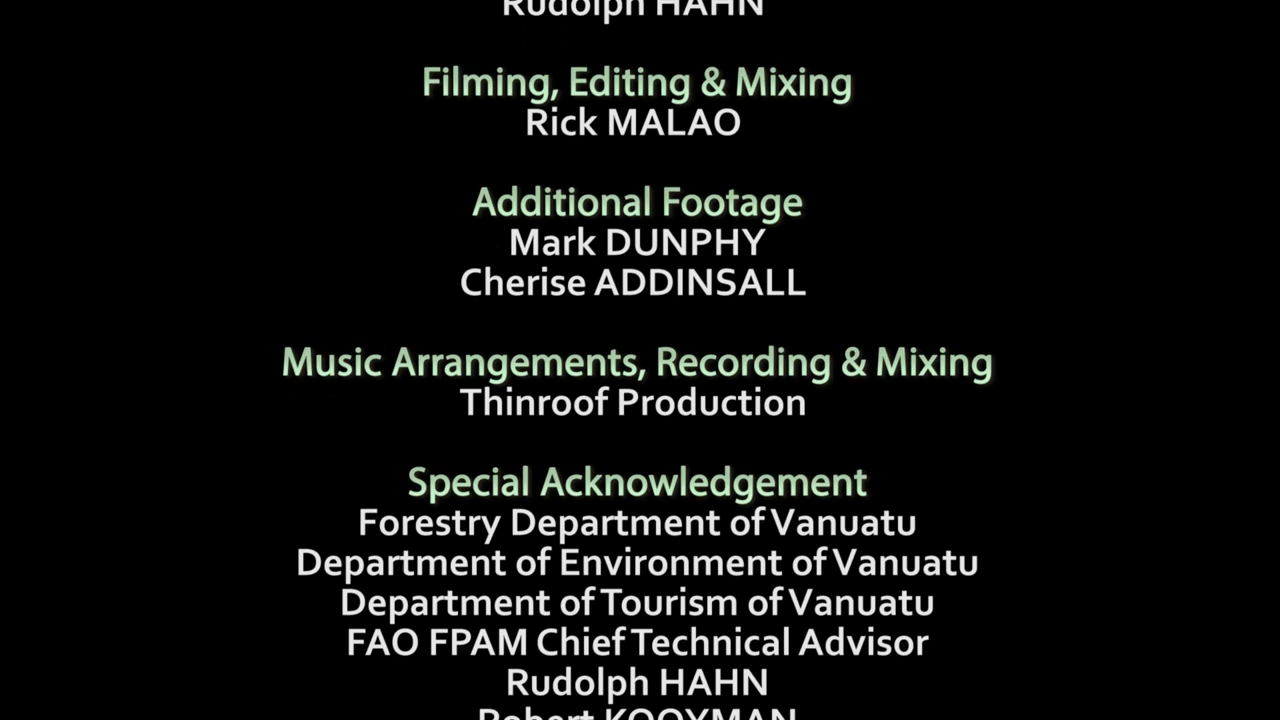 Rudolph HAHN
Filming, Editing & Mixing
Rick MALAO
Additional Footage
Mark DUNPHY
Cherise ADDINSALL
Music Arrangements, Recording & Mixing
Thinroof Production
Special Acknowledgement
Forestry Department of Vanuatu
Department of Environment of Vanuatu
Department of Tourism of Vanuatu
FAO FPAM Chief Technical Advisor
Rudolph HAHN
Robert KOOYMAN